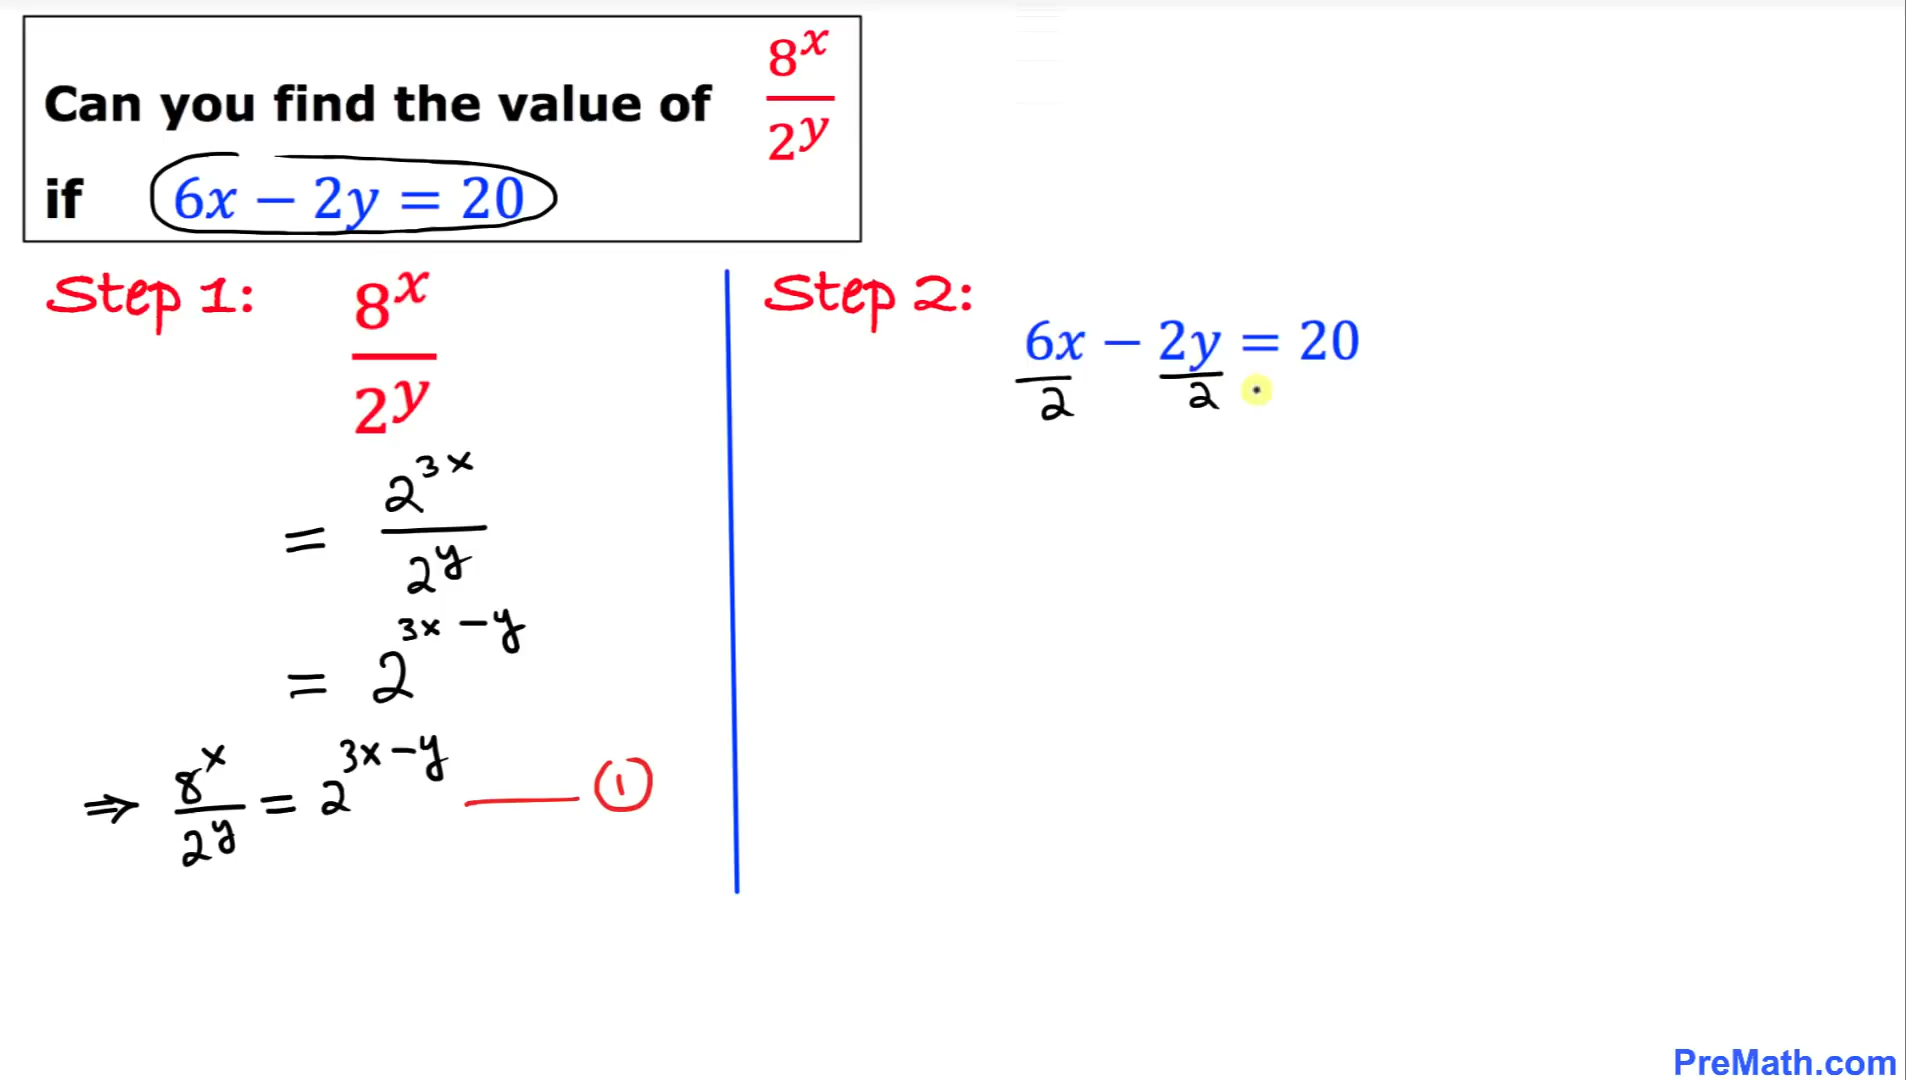 Can you find the value of 8^x/2^y
if 6x − 2y = 20
Step 1: 8^x/2^y
= 2^(3x)/2^y
= 2^(3x−y)
⇒ 8^x/2^y = 2^(3x−y) —— ①
Step 2:
6x − 2y = 20
2 2
PreMath.com